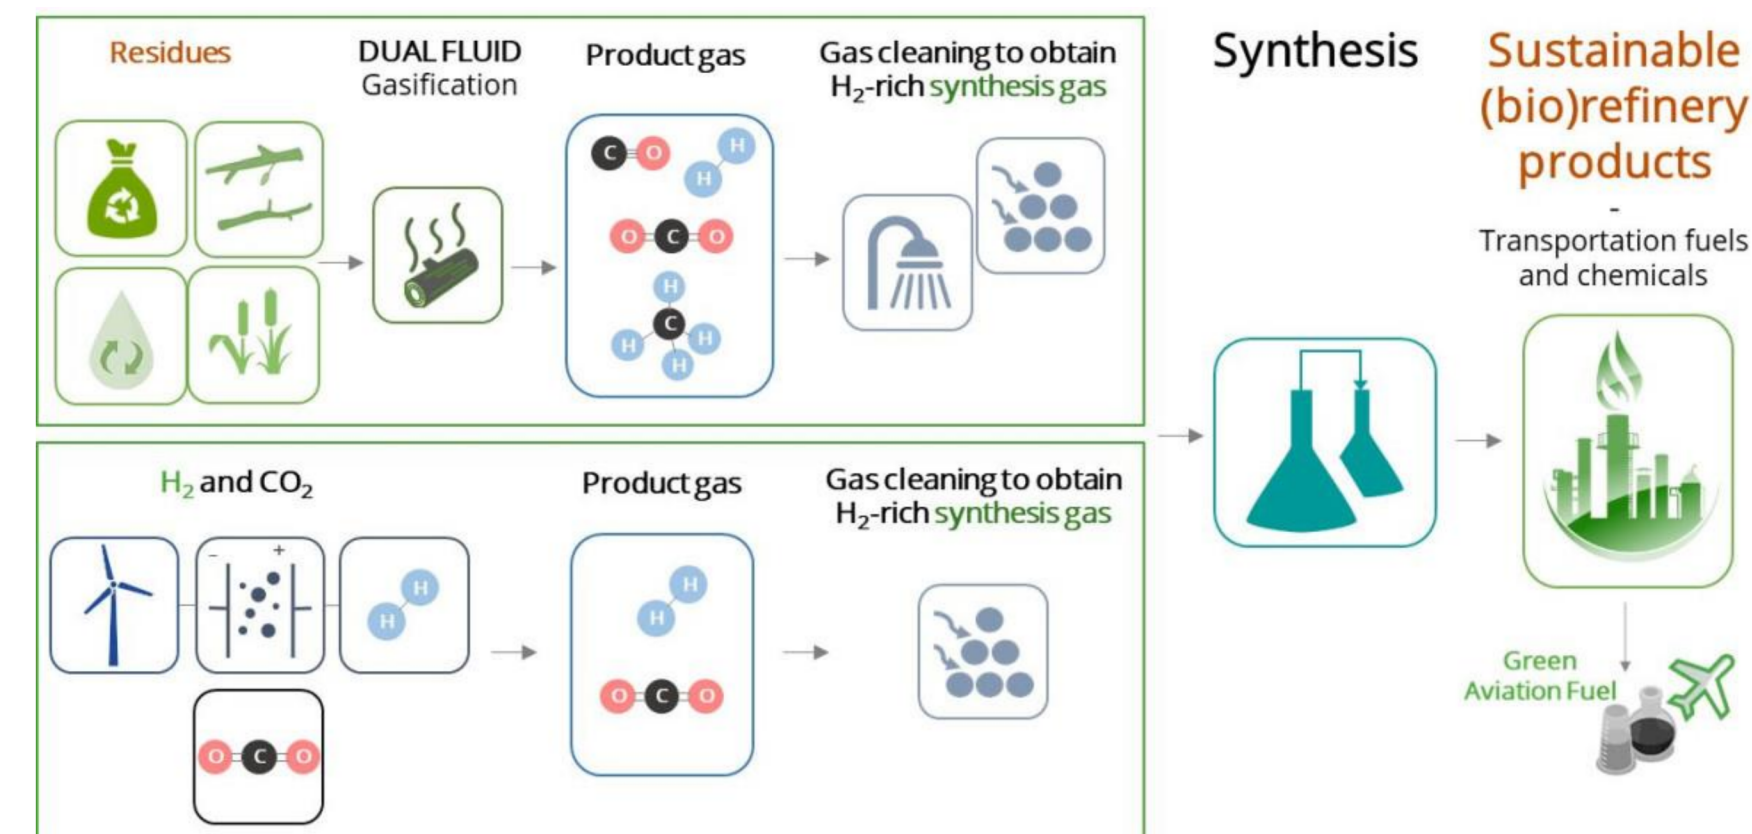 Residues
DUAL FLUID
Gasification
Product gas
Gas cleaning to obtain
H₂-rich synthesis gas
C O
H
H
O C O
H
C
H
H
H
H₂ and CO₂
Product gas
Gas cleaning to obtain
H₂-rich synthesis gas
- +
H
H
H
H
O C O
O C O
Synthesis
Sustainable
(bio)refinery
products
-
Transportation fuels
and chemicals
Green
Aviation Fuel